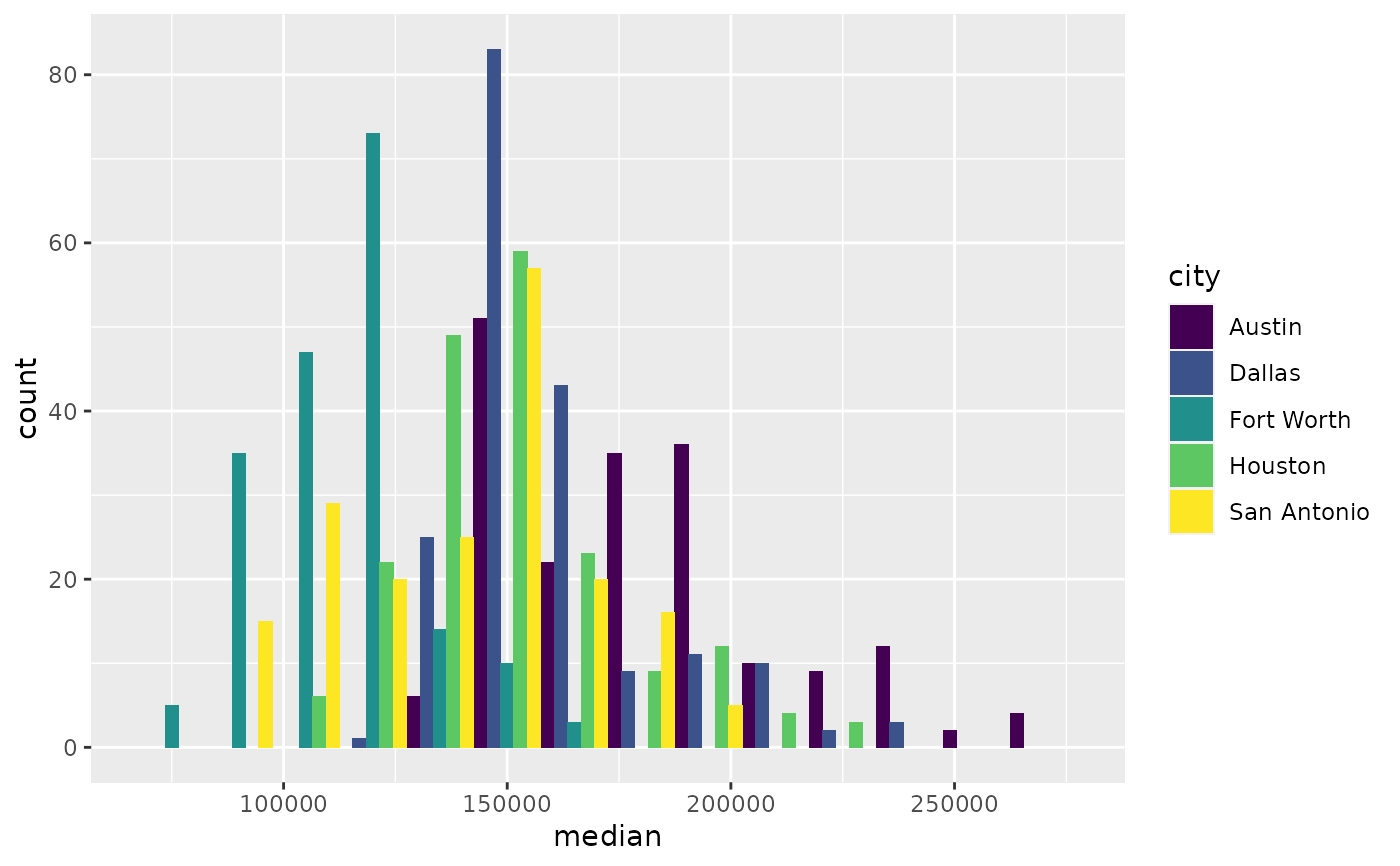 80
60
40
20
0
count
100000 150000 200000 250000
median
city
Austin
Dallas
Fort Worth
Houston
San Antonio